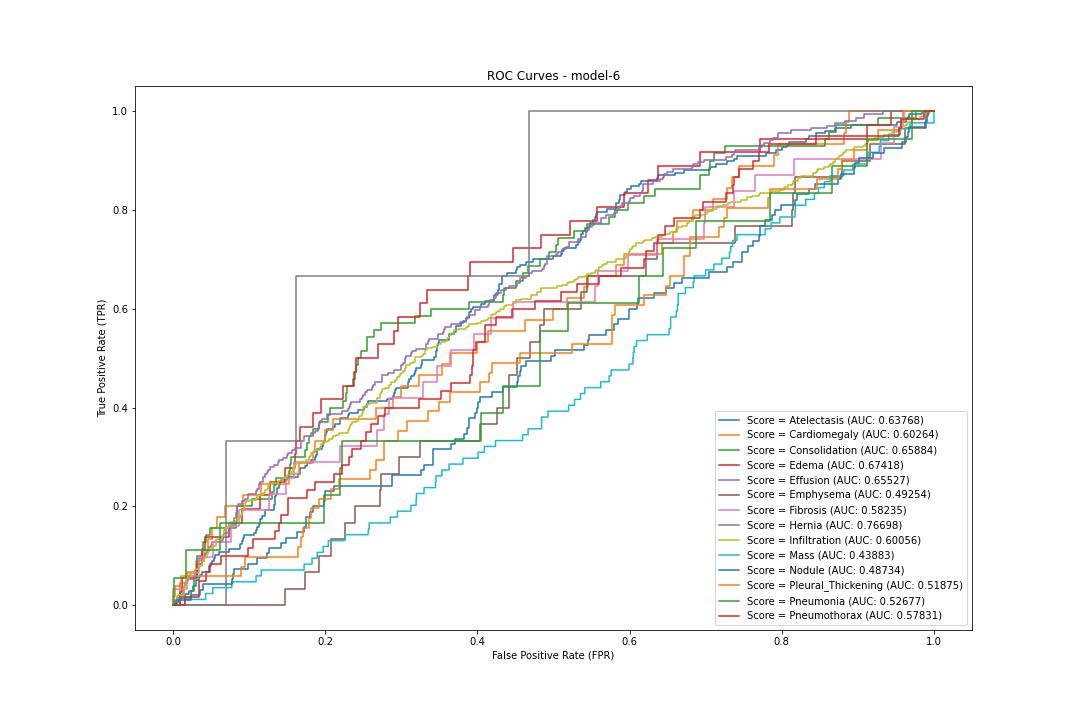 ROC Curves - model-6
True Positive Rate (TPR)
1.0
0.8
0.6
0.4
0.2
0.0
Score = Atelectasis (AUC: 0.63768)
Score = Cardiomegaly (AUC: 0.60264)
Score = Consolidation (AUC: 0.65884)
Score = Edema (AUC: 0.67418)
Score = Effusion (AUC: 0.65527)
Score = Emphysema (AUC: 0.49254)
Score = Fibrosis (AUC: 0.58235)
Score = Hernia (AUC: 0.76698)
Score = Infiltration (AUC: 0.60056)
Score = Mass (AUC: 0.43883)
Score = Nodule (AUC: 0.48734)
Score = Pleural_Thickening (AUC: 0.51875)
Score = Pneumonia (AUC: 0.52677)
Score = Pneumothorax (AUC: 0.57831)
0.0 0.2 0.4 0.6 0.8 1.0
False Positive Rate (FPR)